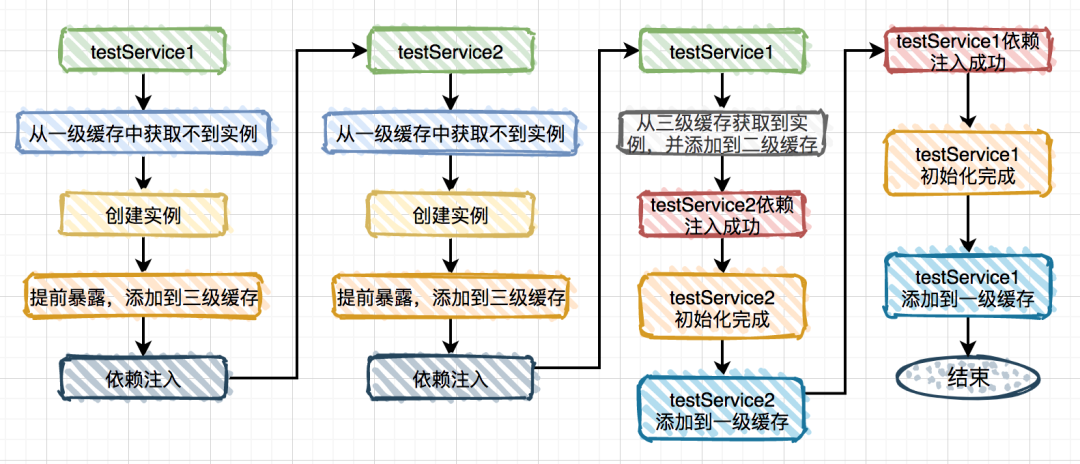 testService1
从一级缓存中获取不到实例
创建实例
提前暴露，添加到三级缓存
依赖注入
testService2
从一级缓存中获取不到实例
创建实例
提前暴露，添加到三级缓存
依赖注入
testService1
从三级缓存获取到实
例，并添加到二级缓存
testService2依赖
注入成功
testService2
初始化完成
testService2
添加到一级缓存
testService1依赖
注入成功
testService1
初始化完成
testService1
添加到一级缓存
结束